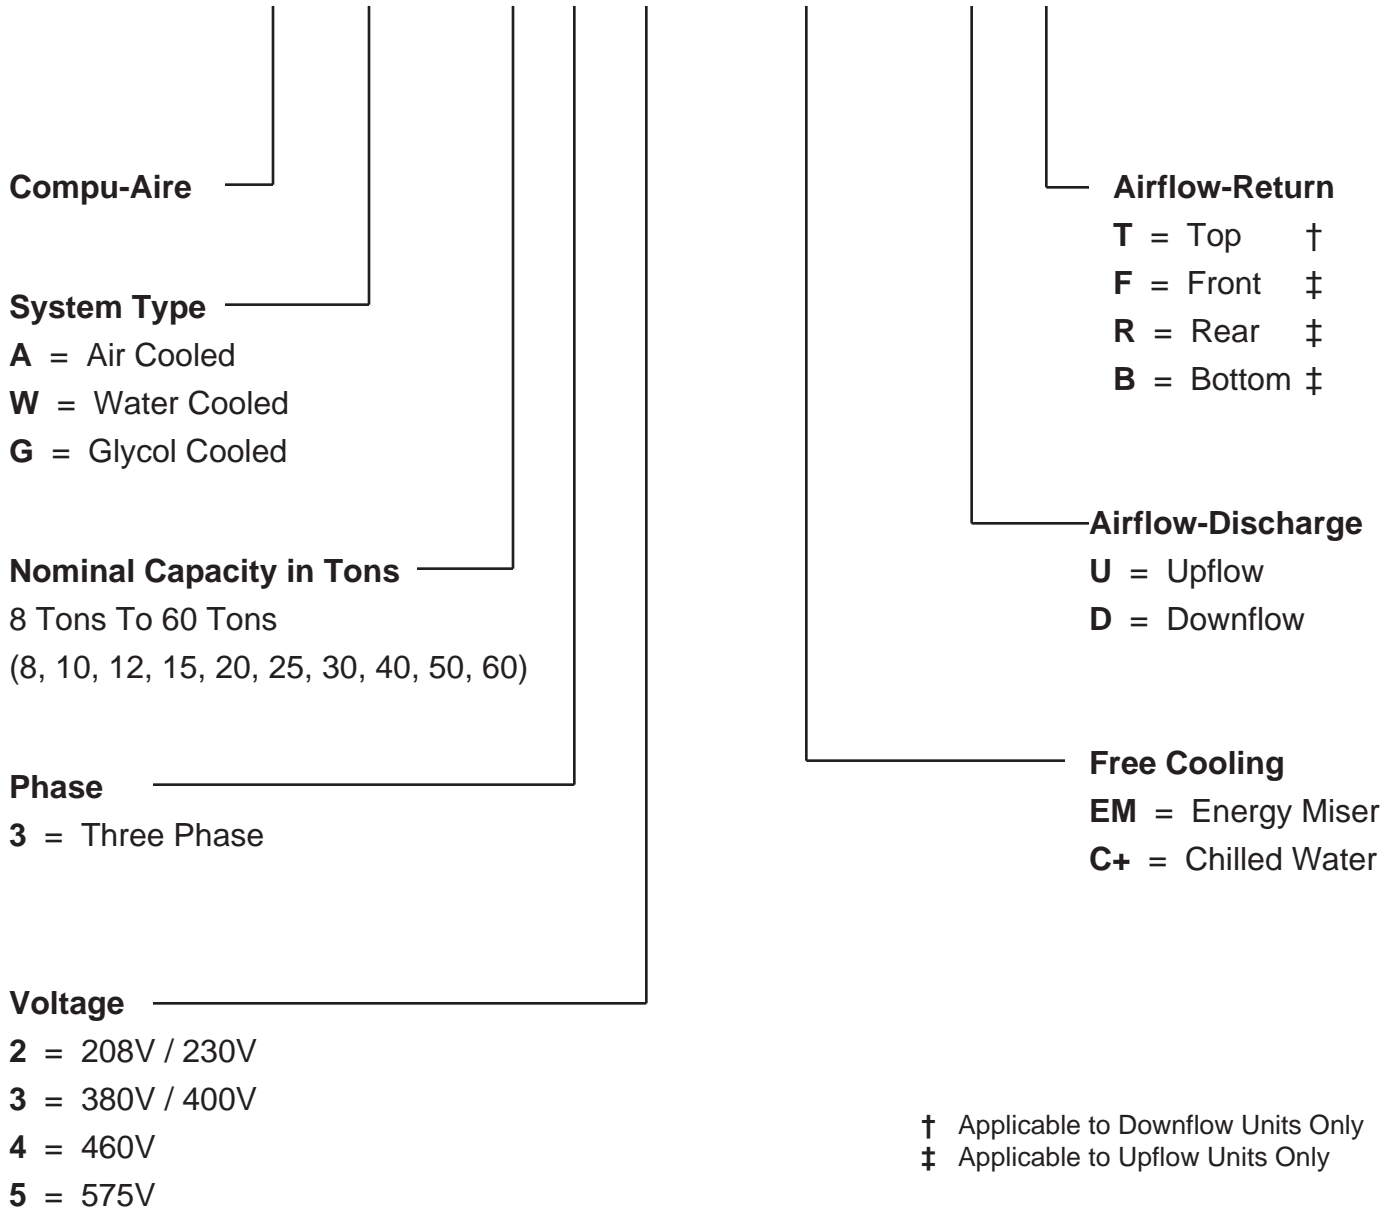 Compu-Aire
System Type
A = Air Cooled
W = Water Cooled
G = Glycol Cooled
Nominal Capacity in Tons
8 Tons To 60 Tons
(8, 10, 12, 15, 20, 25, 30, 40, 50, 60)
Phase
3 = Three Phase
Voltage
2 = 208V / 230V
3 = 380V / 400V
4 = 460V
5 = 575V
Airflow-Return
T = Top †
F = Front ‡
R = Rear ‡
B = Bottom ‡
Airflow-Discharge
U = Upflow
D = Downflow
Free Cooling
EM = Energy Miser
C+ = Chilled Water
† Applicable to Downflow Units Only
‡ Applicable to Upflow Units Only